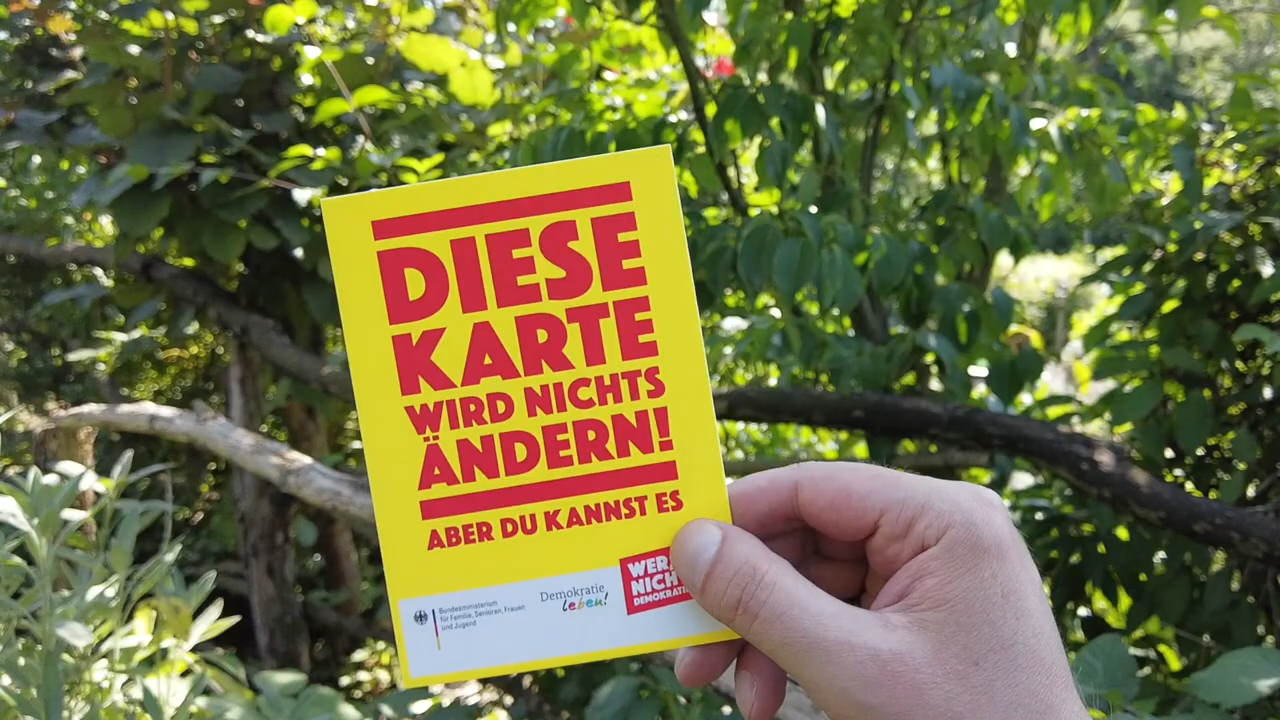 DIESE
KARTE
WIRD NICHTS
ÄNDERN!
ABER DU KANNST ES
Bundesministerium
für Familie, Senioren, Frauen
und Jugend
Demokratie
leben!